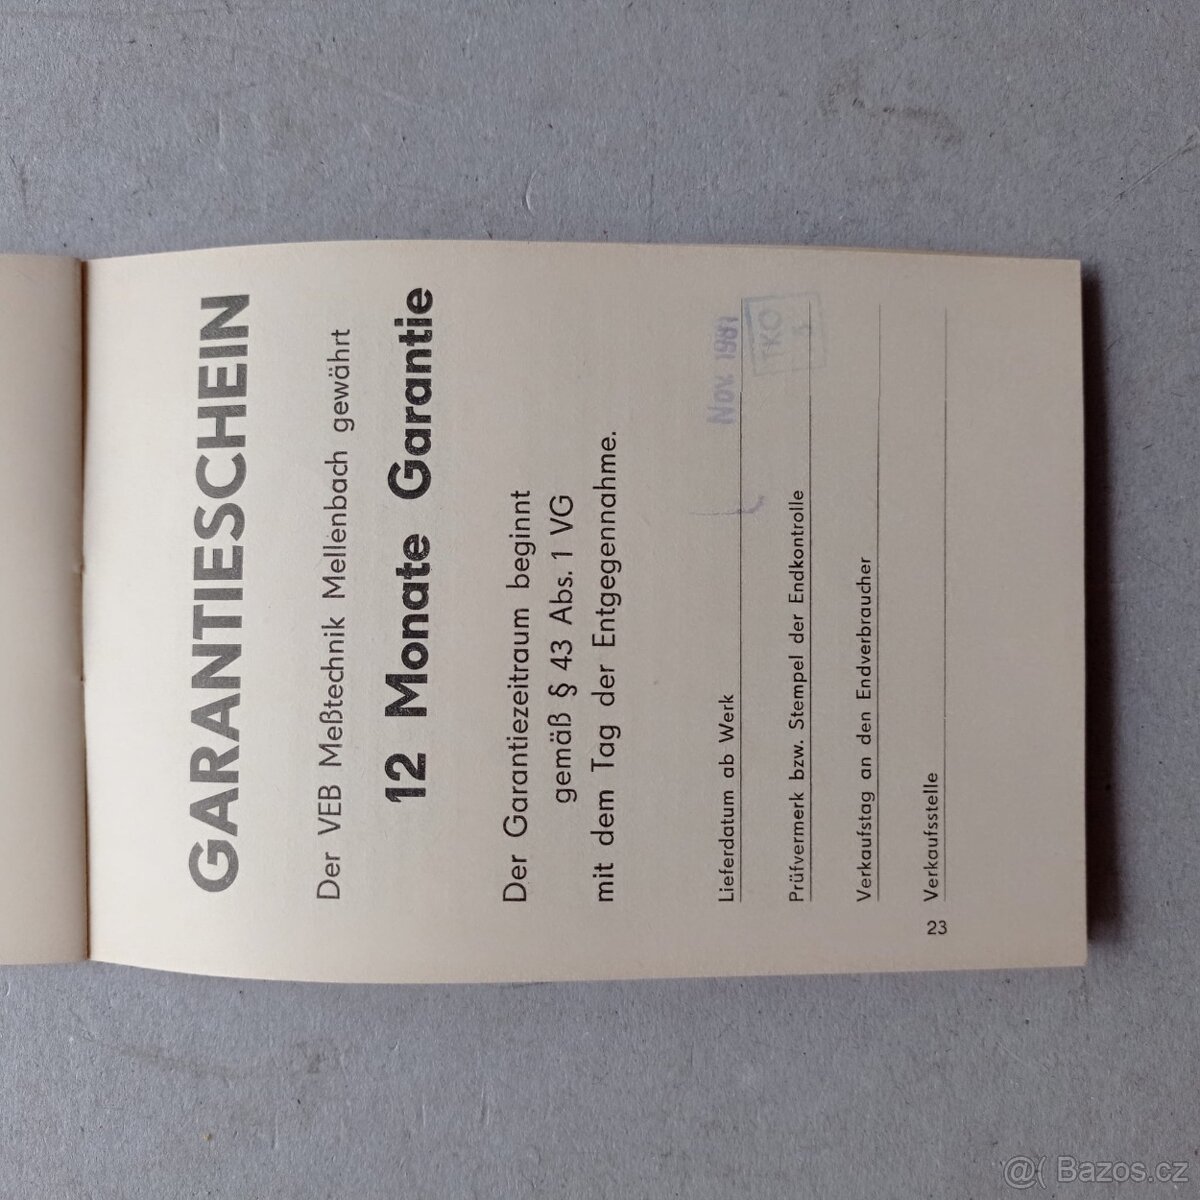 GARANTIESCHEIN
Der VEB Meßtechnik Mellenbach gewährt
12 Monate Garantie
Der Garantiezeitraum beginnt
gemäß § 43 Abs. 1 VG
mit dem Tag der Entgegennahme.
Nov. 1981
Lieferdatum ab Werk
TKO
Prüfvermerk bzw. Stempel der Endkontrolle
Verkaufstag an den Endverbraucher
Verkaufsstelle
23
@( Bazos.cz